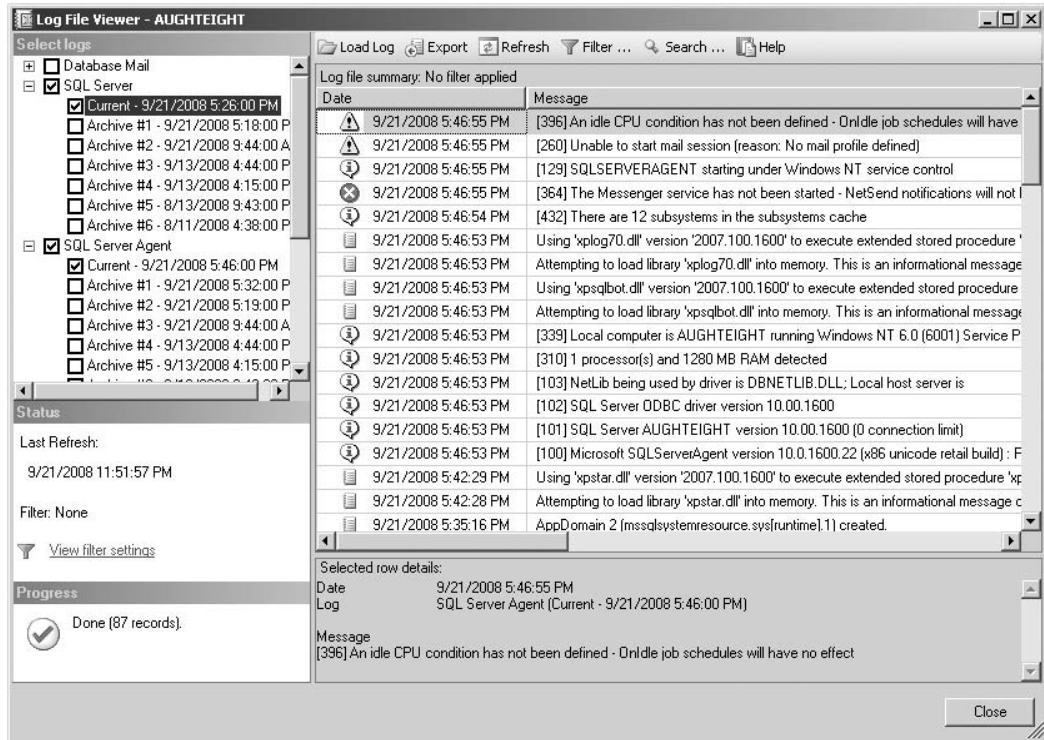 Log File Viewer - AUGHTEIGHT
Select logs
Load Log Export Refresh Filter ... Search ... Help
Database Mail
SQL Server
Current - 9/21/2008 5:26:00 PM
Archive #1 - 9/21/2008 5:18:00 P
Archive #2 - 9/21/2008 9:44:00 A
Archive #3 - 9/13/2008 4:44:00 P
Archive #4 - 9/13/2008 4:15:00 P
Archive #5 - 8/13/2008 9:43:00 P
Archive #6 - 8/11/2008 4:38:00 P
SQL Server Agent
Current - 9/21/2008 5:46:00 PM
Archive #1 - 9/21/2008 5:32:00 P
Archive #2 - 9/21/2008 5:19:00 P
Archive #3 - 9/21/2008 9:44:00 A
Archive #4 - 9/13/2008 4:44:00 P
Archive #5 - 9/13/2008 4:15:00 P
Status
Last Refresh:
9/21/2008 11:51:57 PM
Filter: None
View filter settings
Progress
Done (87 records).
Log file summary: No filter applied
Date Message
9/21/2008 5:46:55 PM [396] An idle CPU condition has not been defined - OnIdle job schedules will have
9/21/2008 5:46:55 PM [260] Unable to start mail session (reason: No mail profile defined)
9/21/2008 5:46:55 PM [129] SQLSERVERAGENT starting under Windows NT service control
9/21/2008 5:46:55 PM [364] The Messenger service has not been started - NetSend notifications will not
9/21/2008 5:46:54 PM [432] There are 12 subsystems in the subsystems cache
9/21/2008 5:46:53 PM Using 'xplog70.dll' version '2007.100.1600' to execute extended stored procedure '
9/21/2008 5:46:53 PM Attempting to load library 'xplog70.dll' into memory. This is an informational message
9/21/2008 5:46:53 PM Using 'xpsqlbot.dll' version '2007.100.1600' to execute extended stored procedure
9/21/2008 5:46:53 PM Attempting to load library 'xpsqlbot.dll' into memory. This is an informational message
9/21/2008 5:46:53 PM [339] Local computer is AUGHTEIGHT running Windows NT 6.0 (6001) Service P
9/21/2008 5:46:53 PM [310] 1 processor(s) and 1280 MB RAM detected
9/21/2008 5:46:53 PM [103] NetLib being used by driver is DBNETLIB.DLL; Local host server is
9/21/2008 5:46:53 PM [102] SQL Server ODBC driver version 10.00.1600
9/21/2008 5:46:53 PM [101] SQL Server AUGHTEIGHT version 10.00.1600 (0 connection limit)
9/21/2008 5:46:53 PM [100] Microsoft SQLServerAgent version 10.0.1600.22 (x86 unicode retail build) : F
9/21/2008 5:42:29 PM Using 'xpstar.dll' version '2007.100.1600' to execute extended stored procedure 'xp
9/21/2008 5:42:28 PM Attempting to load library 'xpstar.dll' into memory. This is an informational message o
9/21/2008 5:35:16 PM AppDomain 2 (mssqlsystemresource.sys[runtime].1) created.
Selected row details:
Date 9/21/2008 5:46:55 PM
Log SQL Server Agent (Current - 9/21/2008 5:46:00 PM)
Message
[396] An idle CPU condition has not been defined - OnIdle job schedules will have no effect
Close